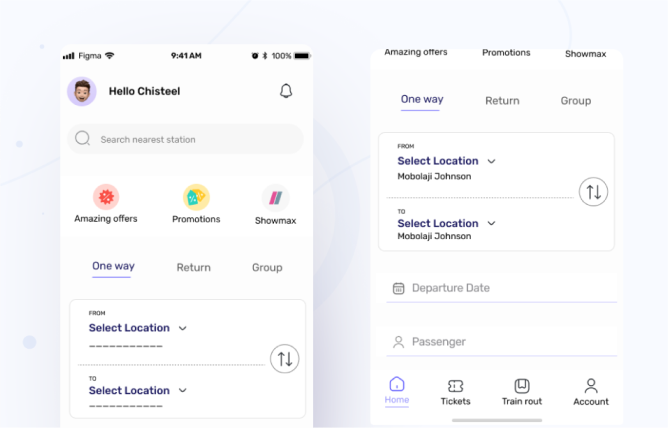 Figma
9:41 AM
100%
Hello Chisteel
Search nearest station
Amazing offers
Promotions
Showmax
One way
Return
Group
FROM
Select Location
___________
TO
Select Location
___________
Amazing offers
Promotions
Showmax
One way
Return
Group
FROM
Select Location
Mobolaji Johnson
TO
Select Location
Mobolaji Johnson
Departure Date
Passenger
Home
Tickets
Train rout
Account